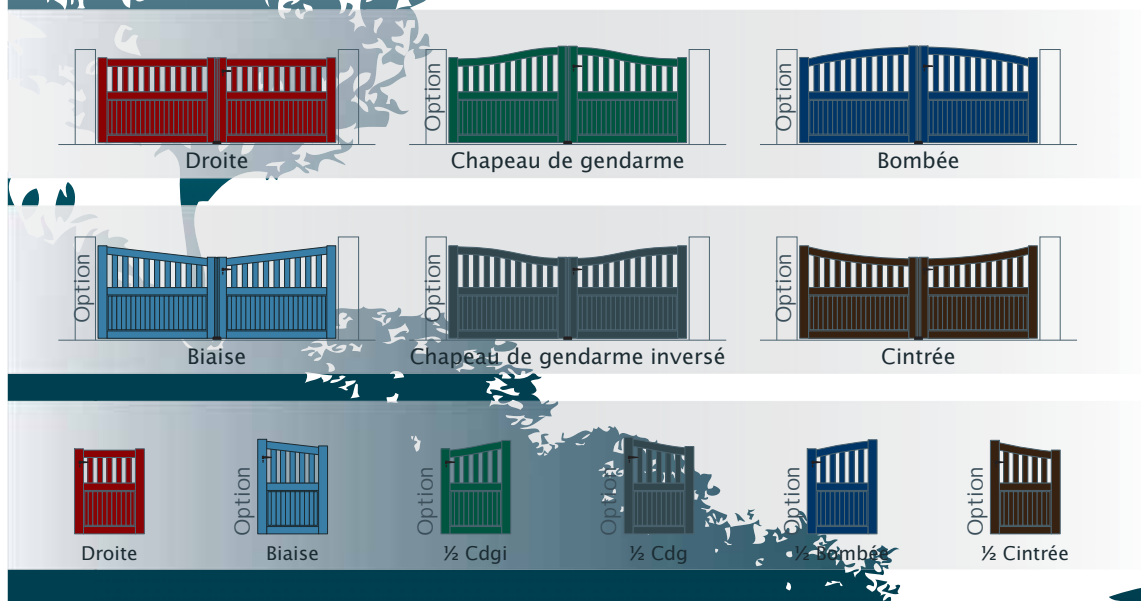 Option
Option
Droite
Chapeau de gendarme
Bombée
Option
Option
Option
Biaise
Chapeau de gendarme inversé
Cintrée
Option
Option
Option
Option
Option
Droite
Biaise
½ Cdgi
½ Cdg
½ Bombée
½ Cintrée